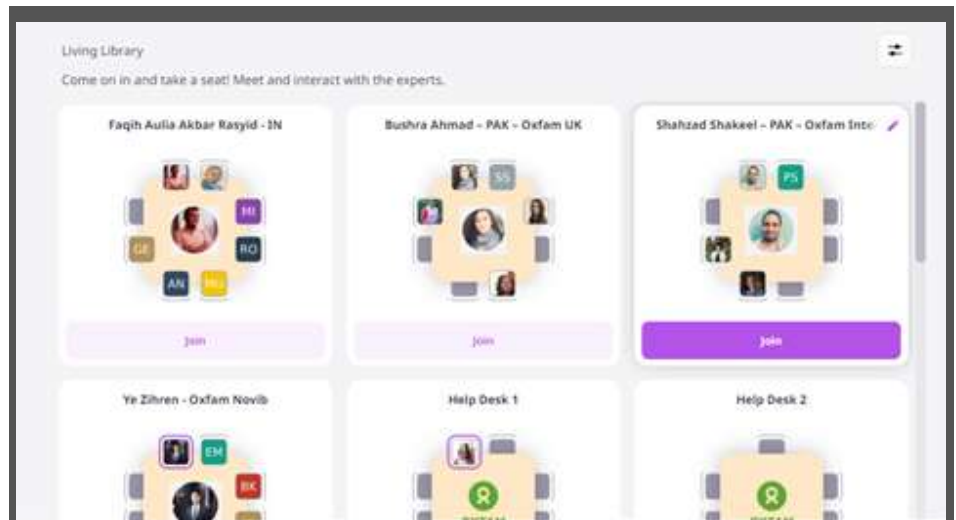 Living Library
Come on in and take a seat! Meet and interact with the experts.
Faqih Aulia Akbar Rasyid - IN
Bushra Ahmad – PAK – Oxfam UK
Shahzad Shakeel – PAK – Oxfam Inte
MI
GE
RO
AN
MU
SS
PS
Join
Join
Join
Ye Zihren - Oxfam Novib
Help Desk 1
Help Desk 2
EM
BK